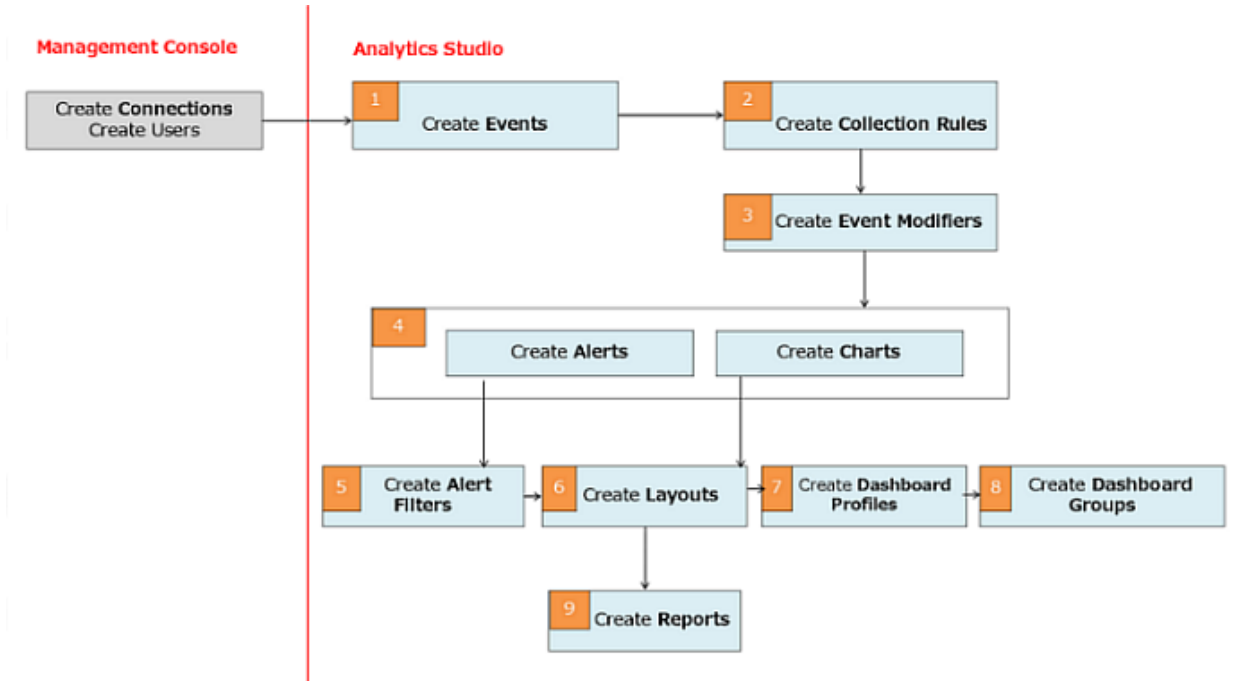 Management Console
Analytics Studio
Create Connections
Create Users
1
Create Events
2
Create Collection Rules
3
Create Event Modifiers
4
Create Alerts
Create Charts
5
Create Alert
Filters
6
Create Layouts
7
Create Dashboard
Profiles
8
Create Dashboard
Groups
9
Create Reports